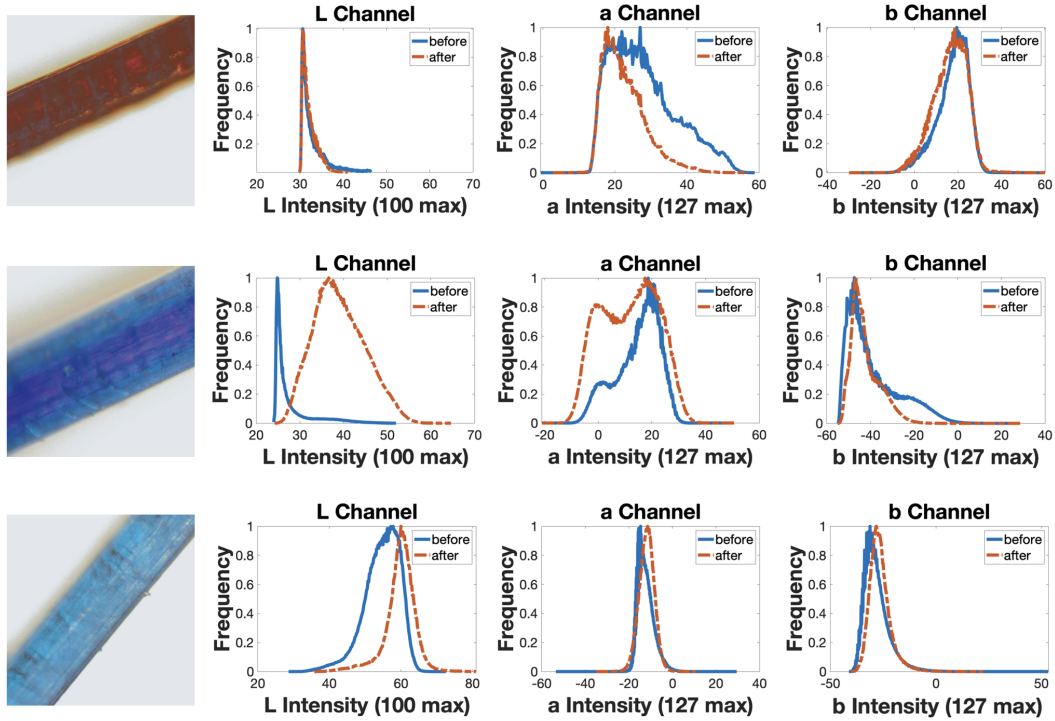 L Channel
a Channel
b Channel
Frequency
1
0.8
0.6
0.4
0.2
0
before
after
20 30 40 50 60 70
L Intensity (100 max)
Frequency
1
0.8
0.6
0.4
0.2
0
before
after
0 20 40 60
a Intensity (127 max)
Frequency
1
0.8
0.6
0.4
0.2
0
before
after
-40 -20 0 20 40 60
b Intensity (127 max)
L Channel
a Channel
b Channel
Frequency
1
0.8
0.6
0.4
0.2
0
before
after
20 30 40 50 60 70
L Intensity (100 max)
Frequency
1
0.8
0.6
0.4
0.2
0
before
after
-20 0 20 40 60
a Intensity (127 max)
Frequency
1
0.8
0.6
0.4
0.2
0
before
after
-60 -40 -20 0 20 40
b Intensity (127 max)
L Channel
a Channel
b Channel
Frequency
1
0.8
0.6
0.4
0.2
0
before
after
20 40 60 80
L Intensity (100 max)
Frequency
1
0.8
0.6
0.4
0.2
0
before
after
-60 -40 -20 0 20 40
a Intensity (127 max)
Frequency
1
0.8
0.6
0.4
0.2
0
before
after
-50 0 50
b Intensity (127 max)